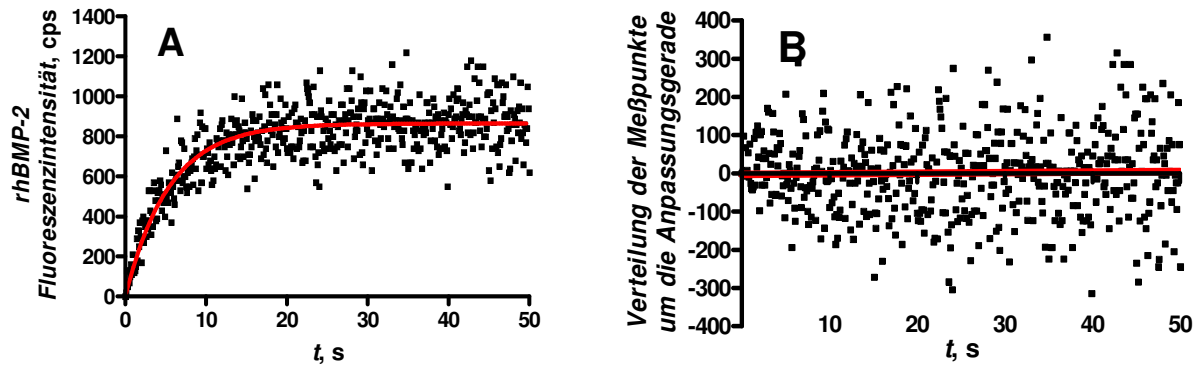 A
rhBMP-2
Fluoreszenzintensität, cps
1400
1200
1000
800
600
400
200
0
0 10 20 30 40 50
t, s
B
Verteilung der Meßpunkte
um die Anpassungsgerade
400
300
200
100
0
-100
-200
-300
-400
10 20 30 40 50
t, s